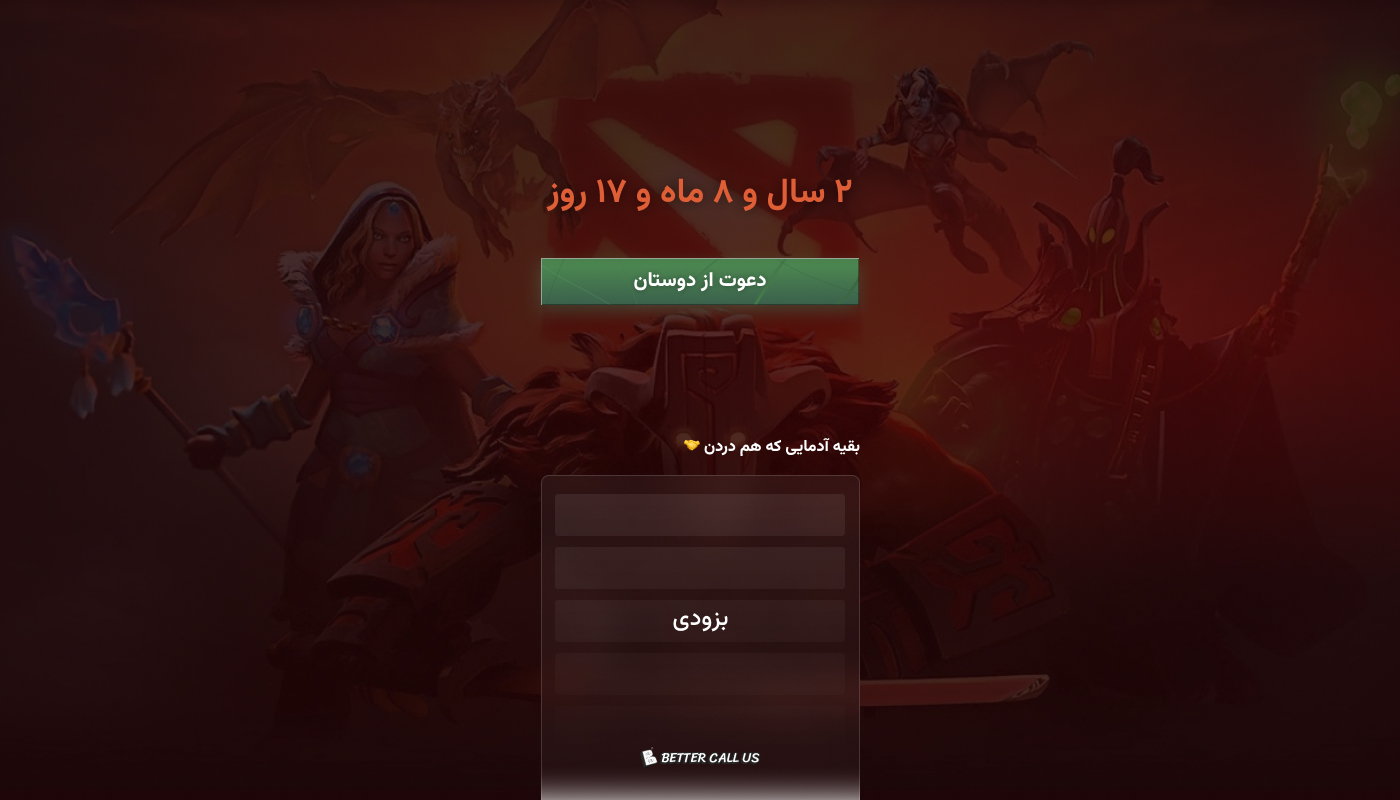 ۲ سال و ۸ ماه و ۱۷ روز
دعوت از دوستان
بقیه آدمایی که هم دردن 🤝
بزودی
BETTER CALL US